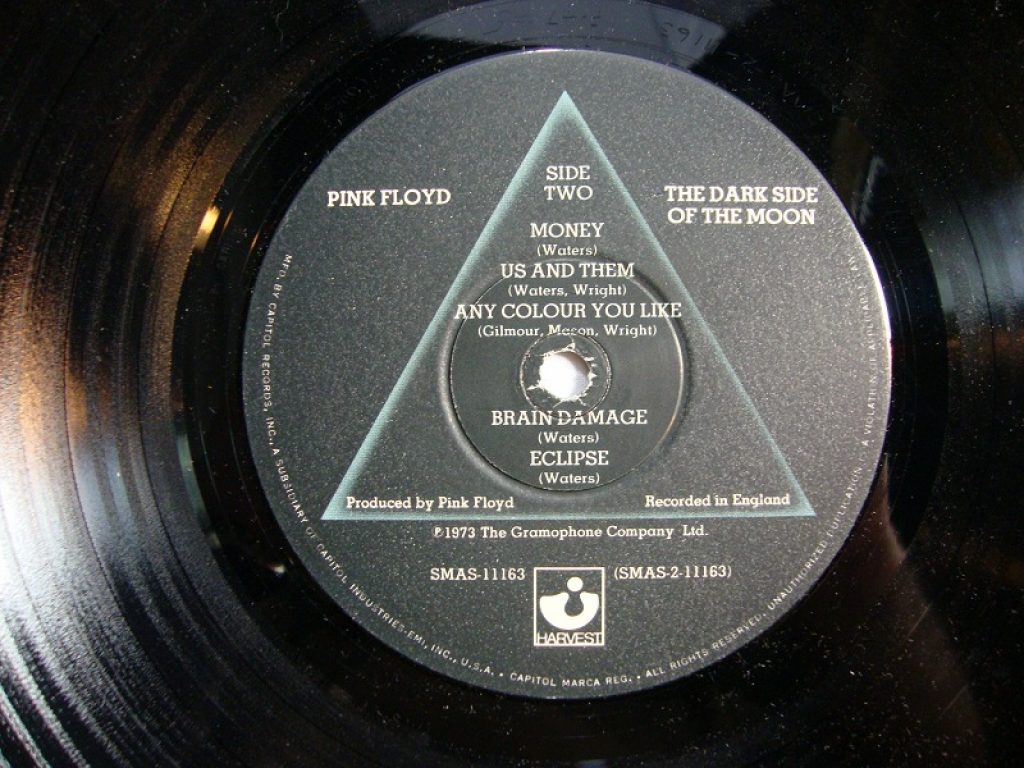 SIDE
TWO
PINK FLOYD
THE DARK SIDE
OF THE MOON
MONEY
(Waters)
US AND THEM
(Waters, Wright)
ANY COLOUR YOU LIKE
(Gilmour, Mason, Wright)
BRAIN DAMAGE
(Waters)
ECLIPSE
(Waters)
Produced by Pink Floyd
Recorded in England
℗1973 The Gramophone Company Ltd.
SMAS-11163
(SMAS-2-11163)
HARVEST
MFD. BY CAPITOL RECORDS, INC., A SUBSIDIARY OF CAPITOL INDUSTRIES-EMI, INC., U.S.A. • CAPITOL MARCA REG. • ALL RIGHTS RESERVED. UNAUTHORIZED DUPLICATION A VIOLATION OF APPLICABLE LAWS.